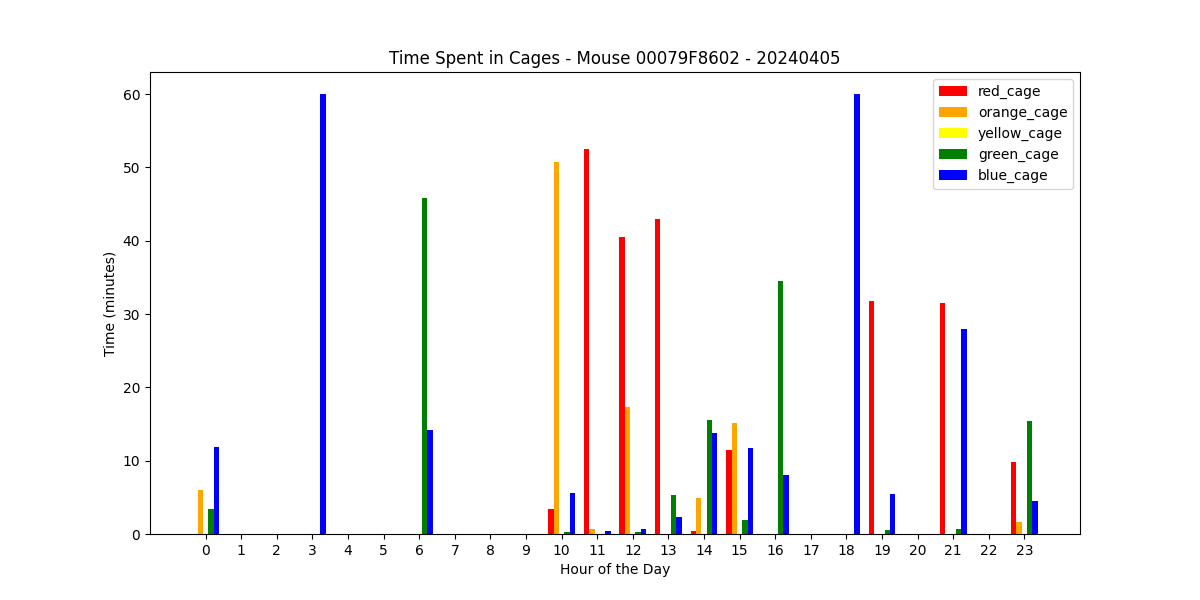 Time Spent in Cages - Mouse 00079F8602 - 20240405
red_cage
orange_cage
yellow_cage
green_cage
blue_cage
Time (minutes)
60
50
40
30
20
10
0
0 1 2 3 4 5 6 7 8 9 10 11 12 13 14 15 16 17 18 19 20 21 22 23
Hour of the Day